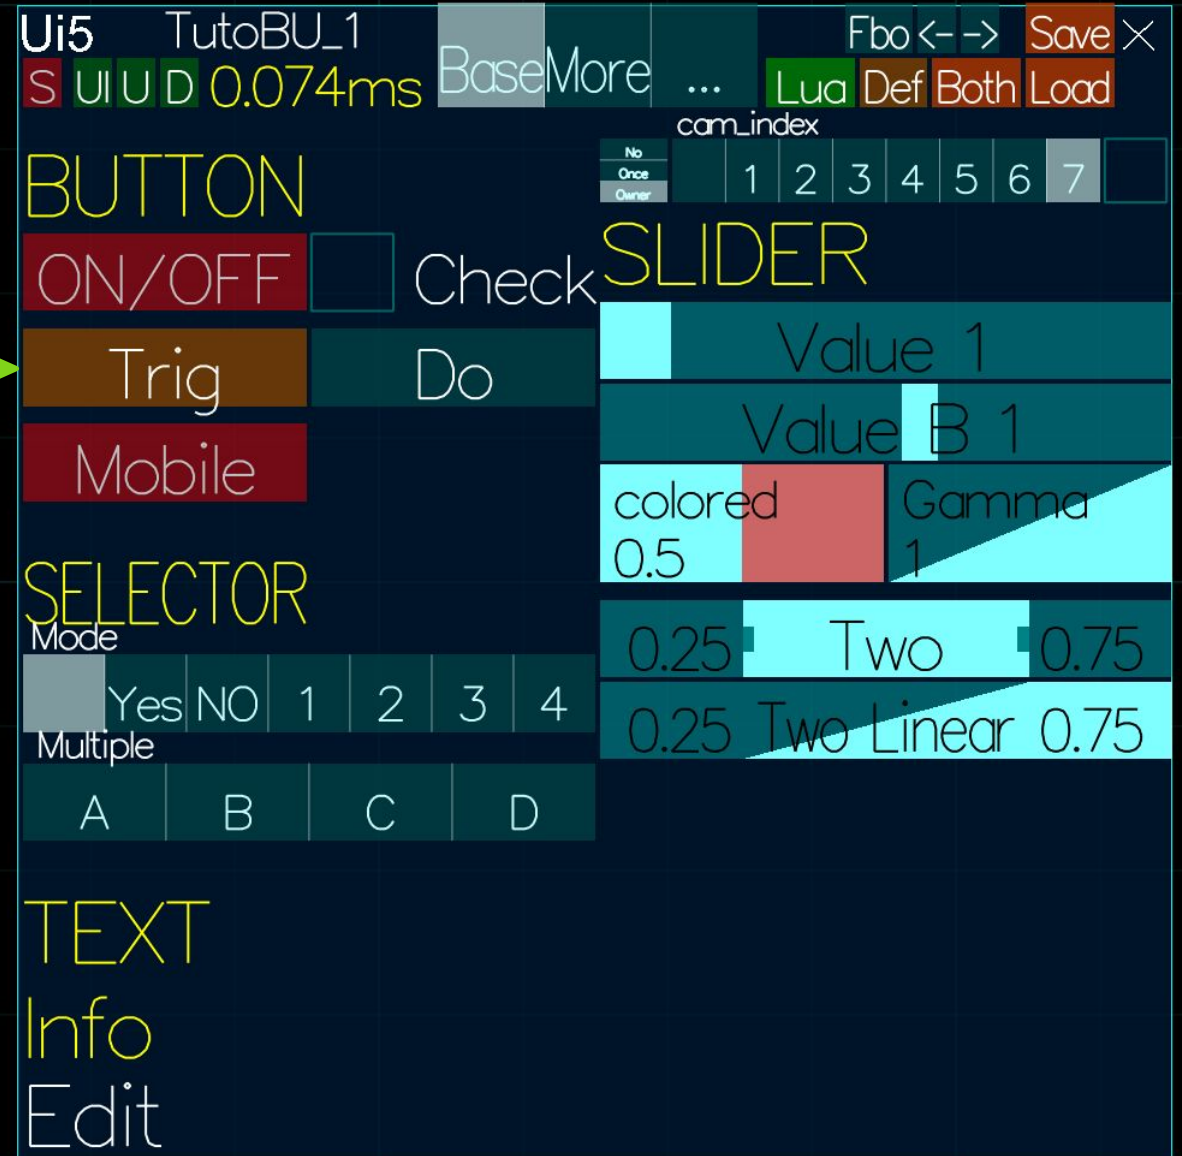 Ui5 TutoBU_1 Base More ... Fbo <- -> Save
S UI U D 0.074ms Lua Def Both Load
cam_index
No
Once
Owner
1 2 3 4 5 6 7
BUTTON
ON/OFF Check
Trig Do
Mobile
SLIDER
Value 1
Value B 1
colored Gamma
0.5 1
0.25 Two 0.75
0.25 Two Linear 0.75
SELECTOR
Mode
Yes NO 1 2 3 4
Multiple
A B C D
TEXT
Info
Edit